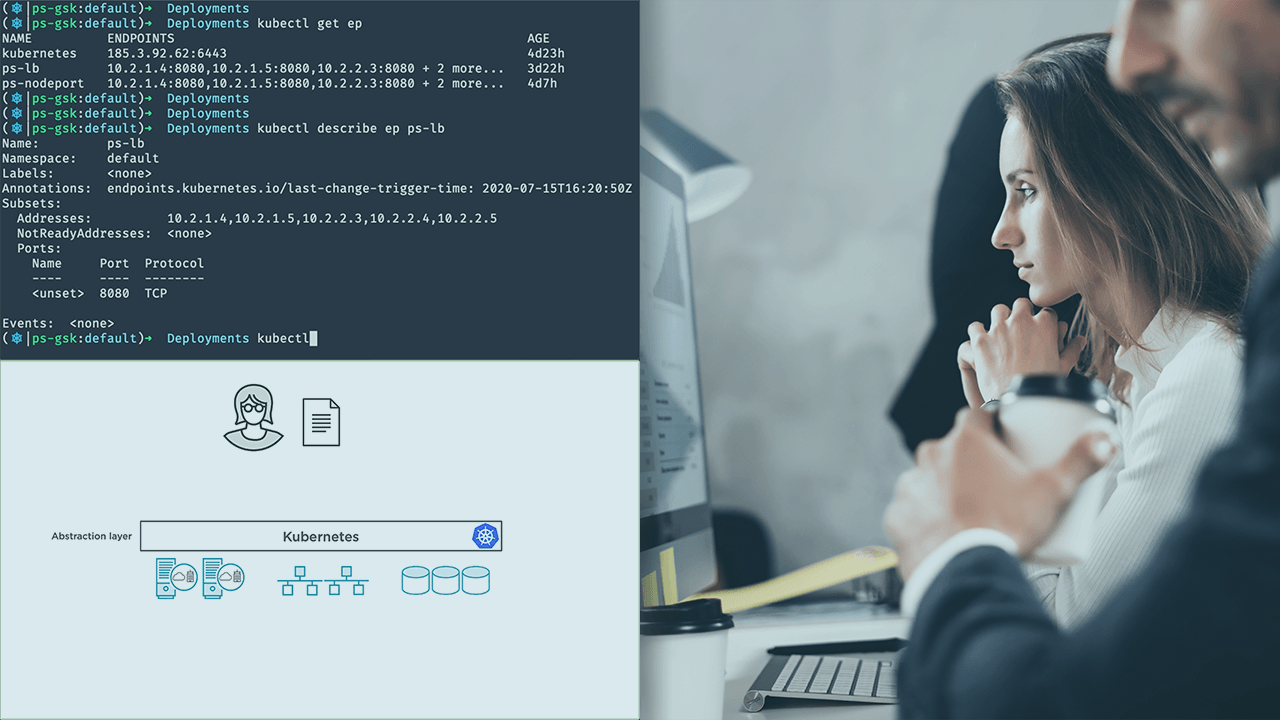 (☸ |ps-gsk:default)➜ Deployments
(☸ |ps-gsk:default)➜ Deployments kubectl get ep
NAME ENDPOINTS AGE
kubernetes 185.3.92.62:6443 4d23h
ps-lb 10.2.1.4:8080,10.2.1.5:8080,10.2.2.3:8080 + 2 more... 3d22h
ps-nodeport 10.2.1.4:8080,10.2.1.5:8080,10.2.2.3:8080 + 2 more... 4d7h
(☸ |ps-gsk:default)➜ Deployments
(☸ |ps-gsk:default)➜ Deployments
(☸ |ps-gsk:default)➜ Deployments kubectl describe ep ps-lb
Name: ps-lb
Namespace: default
Labels: <none>
Annotations: endpoints.kubernetes.io/last-change-trigger-time: 2020-07-15T16:20:50Z
Subsets:
Addresses: 10.2.1.4,10.2.1.5,10.2.2.3,10.2.2.4,10.2.2.5
NotReadyAddresses: <none>
Ports:
Name Port Protocol
---- ---- --------
<unset> 8080 TCP
Events: <none>
(☸ |ps-gsk:default)➜ Deployments kubectl
Abstraction layer
Kubernetes